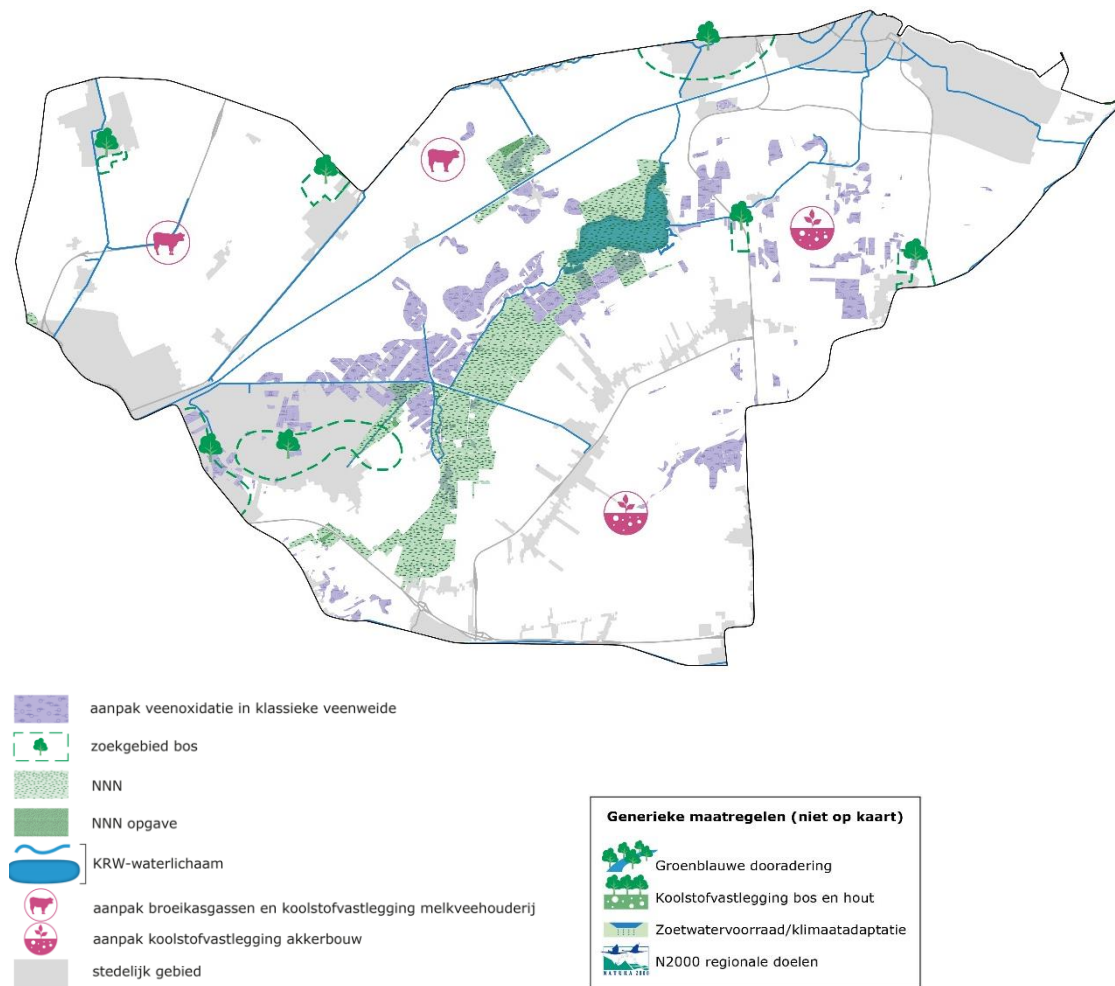 aanpak veenoxidatie in klassieke veenweide
zoekgebied bos
NNN
NNN opgave
KRW-waterlichaam
aanpak broeikasgassen en koolstofvastlegging melkveehouderij
aanpak koolstofvastlegging akkerbouw
stedelijk gebied
Generieke maatregelen (niet op kaart)
Groenblauwe dooradering
Koolstofvastlegging bos en hout
Zoetwatervoorraad/klimaatadaptatie
N2000 regionale doelen
NATURA 2000